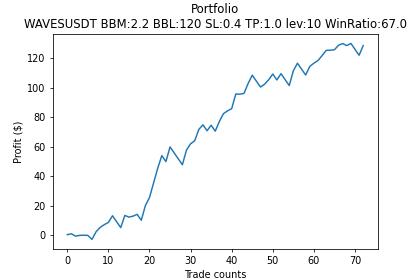 Portfolio
WAVESUSDT BBM:2.2 BBL:120 SL:0.4 TP:1.0 lev:10 WinRatio:67.0
Profit ($)
120
100
80
60
40
20
0
0 10 20 30 40 50 60 70
Trade counts